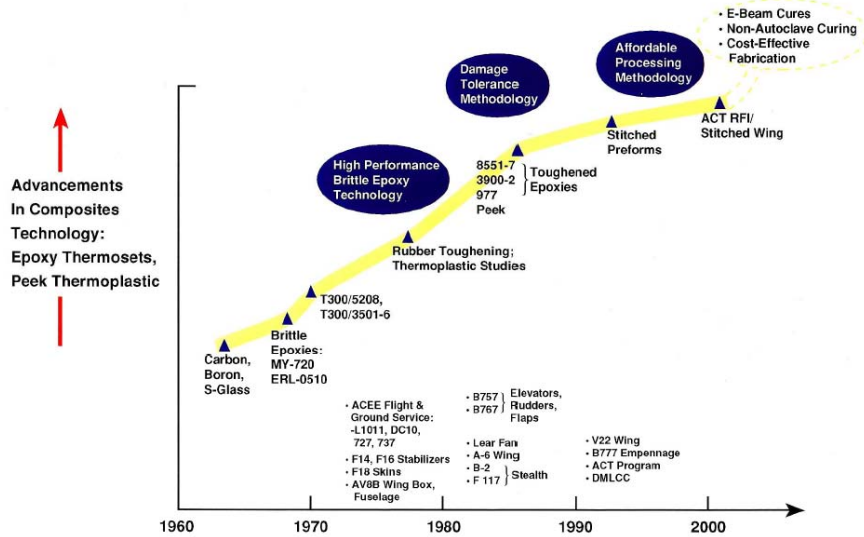 • E-Beam Cures
• Non-Autoclave Curing
• Cost-Effective
Fabrication
Affordable
Processing
Methodology
Damage
Tolerance
Methodology
High Performance
Brittle Epoxy
Technology
Advancements
In Composites
Technology:
Epoxy Thermosets,
Peek Thermoplastic
ACT RFI/
Stitched Wing
Stitched
Preforms
8551-7
3900-2
977
Peek
Toughened
Epoxies
Rubber Toughening;
Thermoplastic Studies
T300/5208,
T300/3501-6
Brittle
Epoxies:
MY-720
ERL-0510
Carbon,
Boron,
S-Glass
• ACEE Flight &
Ground Service:
-L1011, DC10,
727, 737
• F14, F16 Stabilizers
• F18 Skins
• AV8B Wing Box,
Fuselage
• B757
• B767
Elevators,
Rudders,
Flaps
• Lear Fan
• A-6 Wing
• B-2
• F 117
Stealth
• V22 Wing
• B777 Empennage
• ACT Program
• DMLCC
1960
1970
1980
1990
2000